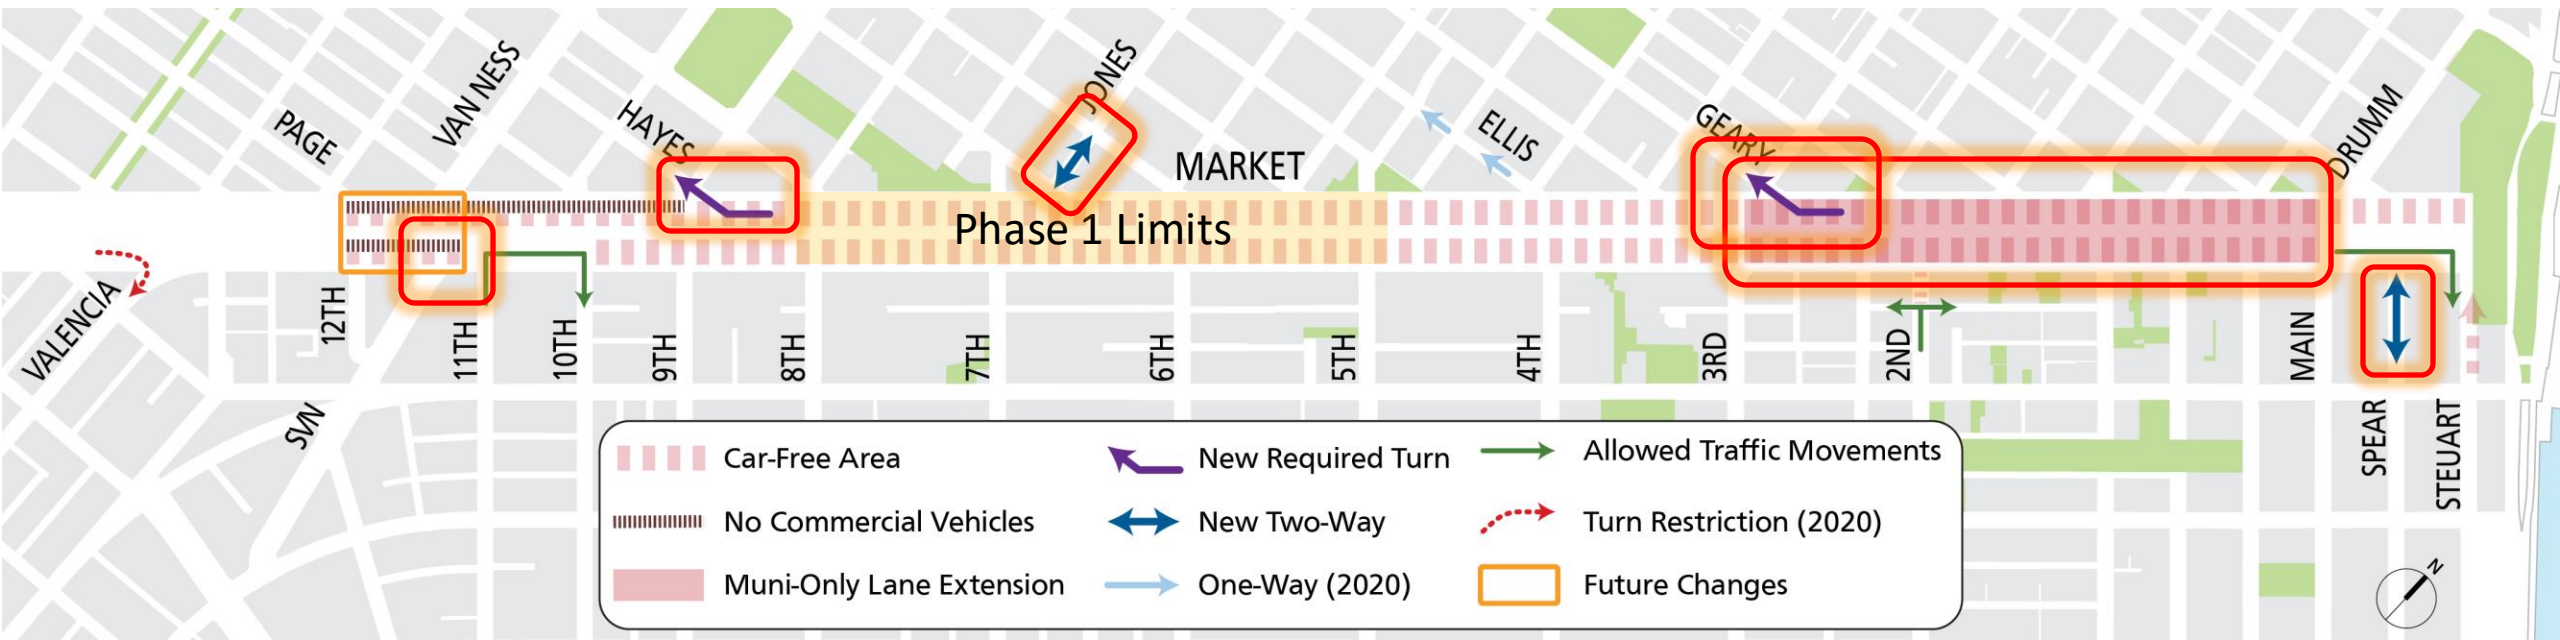 PAGE
VAN NESS
HAYES
JONES
MARKET
ELLIS
GEARY
DRUMM
Phase 1 Limits
VALENCIA
12TH
SVN
11TH
10TH
9TH
8TH
7TH
6TH
5TH
4TH
3RD
2ND
MAIN
SPEAR
STEUART
Car-Free Area
No Commercial Vehicles
Muni-Only Lane Extension
New Required Turn
New Two-Way
One-Way (2020)
Allowed Traffic Movements
Turn Restriction (2020)
Future Changes
N